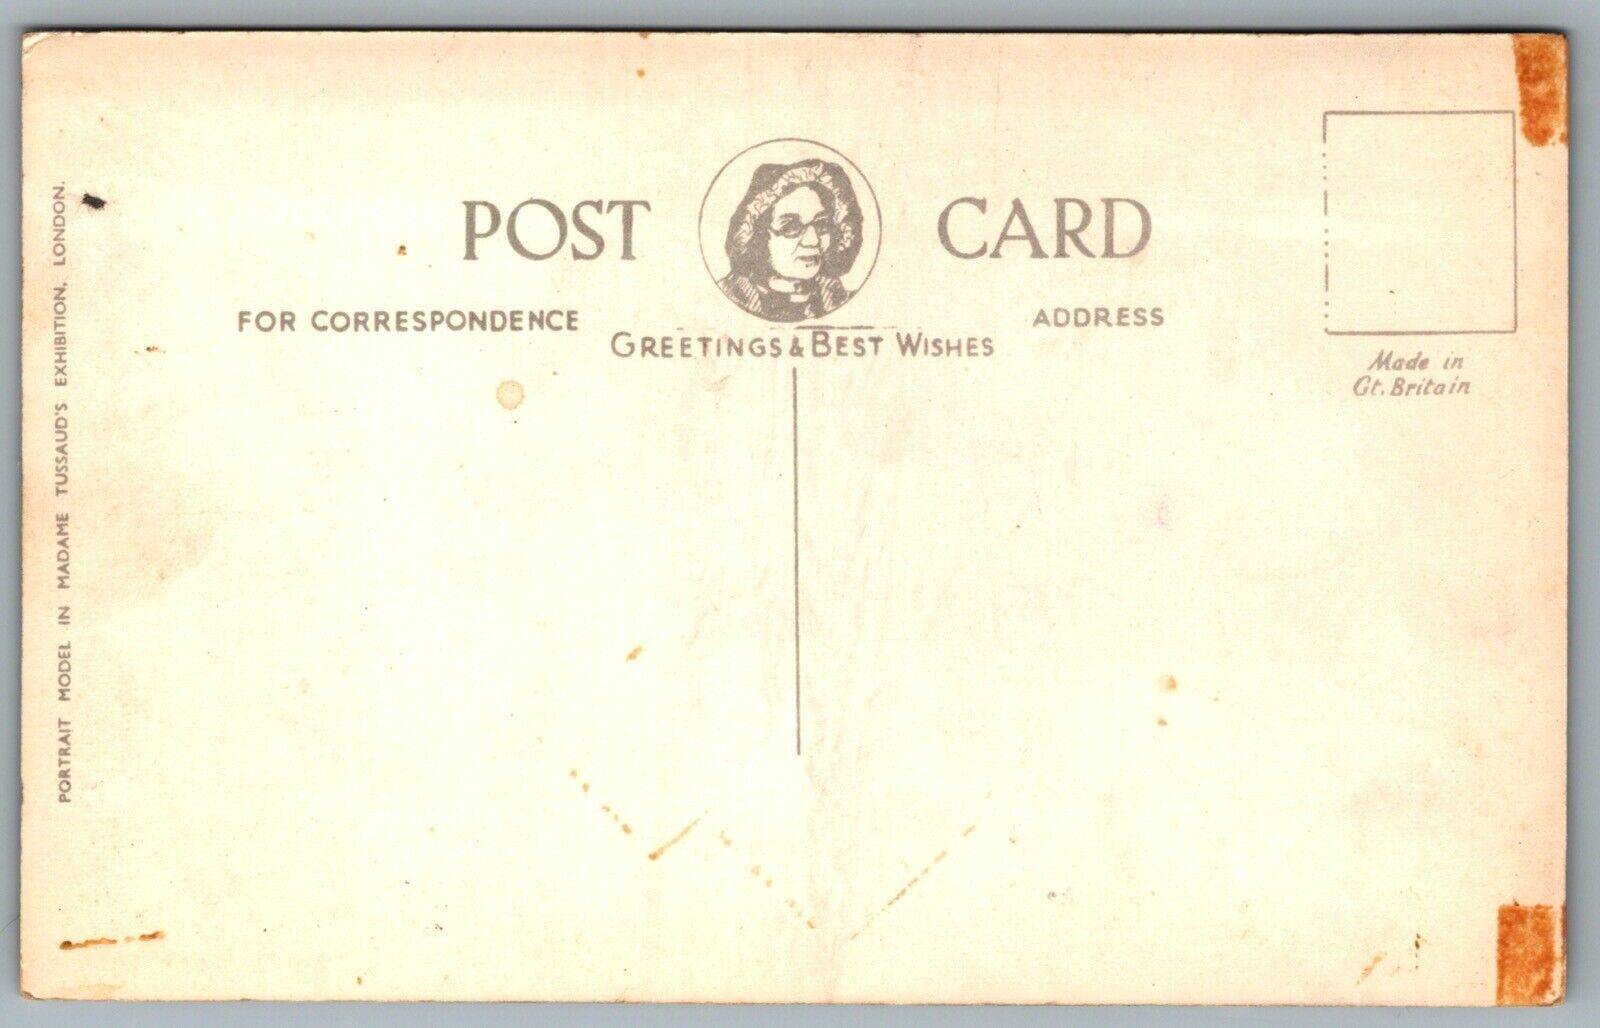 POST CARD
FOR CORRESPONDENCE
ADDRESS
GREETINGS & BEST WISHES
Made in
Gt. Britain
PORTRAIT MODEL IN MADAME TUSSAUD'S EXHIBITION, LONDON.